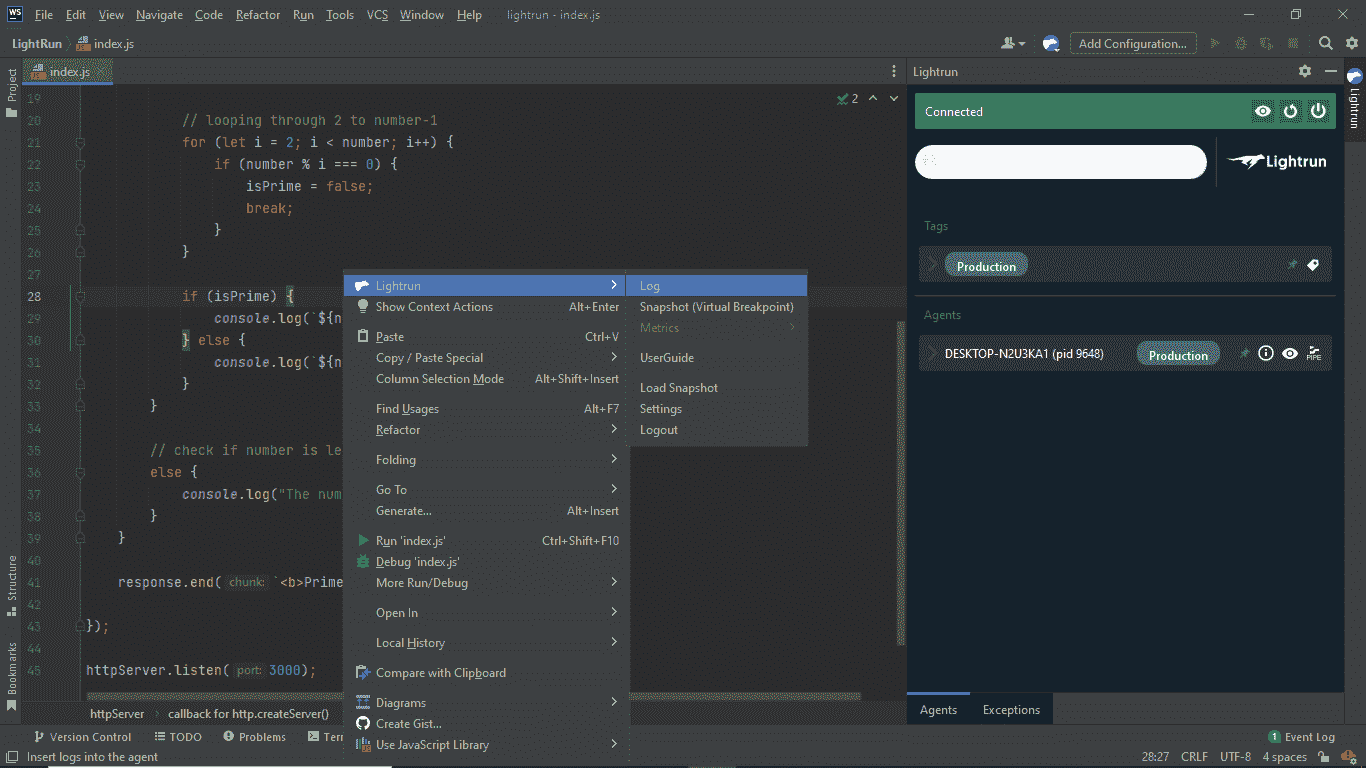 WS File Edit View Navigate Code Refactor Run Tools VCS Window Help lightrun - index.js
LightRun index.js Add Configuration...
Project
index.js
2
19
20 // looping through 2 to number-1
21 for (let i = 2; i < number; i++) {
22 if (number % i === 0) {
23 isPrime = false;
24 break;
25 }
26 }
27
28 if (isPrime) {
29 console.log(`${n
30 } else {
31 console.log(`${n
32 }
33 }
34
35 // check if number is le
36 else {
37 console.log("The num
38 }
39 }
40
41 response.end( chunk: `<b>Prime
42
43 });
44
45 httpServer.listen( port: 3000);
httpServer callback for http.createServer()
Lightrun
Show Context Actions Alt+Enter
Paste Ctrl+V
Copy / Paste Special
Column Selection Mode Alt+Shift+Insert
Find Usages Alt+F7
Refactor
Folding
Go To
Generate... Alt+Insert
Run 'index.js' Ctrl+Shift+F10
Debug 'index.js'
More Run/Debug
Open In
Local History
Compare with Clipboard
Diagrams
Create Gist...
Use JavaScript Library
Log
Snapshot (Virtual Breakpoint)
Metrics
UserGuide
Load Snapshot
Settings
Logout
Lightrun
Connected
Lightrun
Tags
Production
Agents
DESKTOP-N2U3KA1 (pid 9648) Production PIPE
Agents Exceptions
Lightrun
Structure
Bookmarks
Version Control TODO Problems Terr 1 Event Log
Insert logs into the agent 28:27 CRLF UTF-8 4 spaces